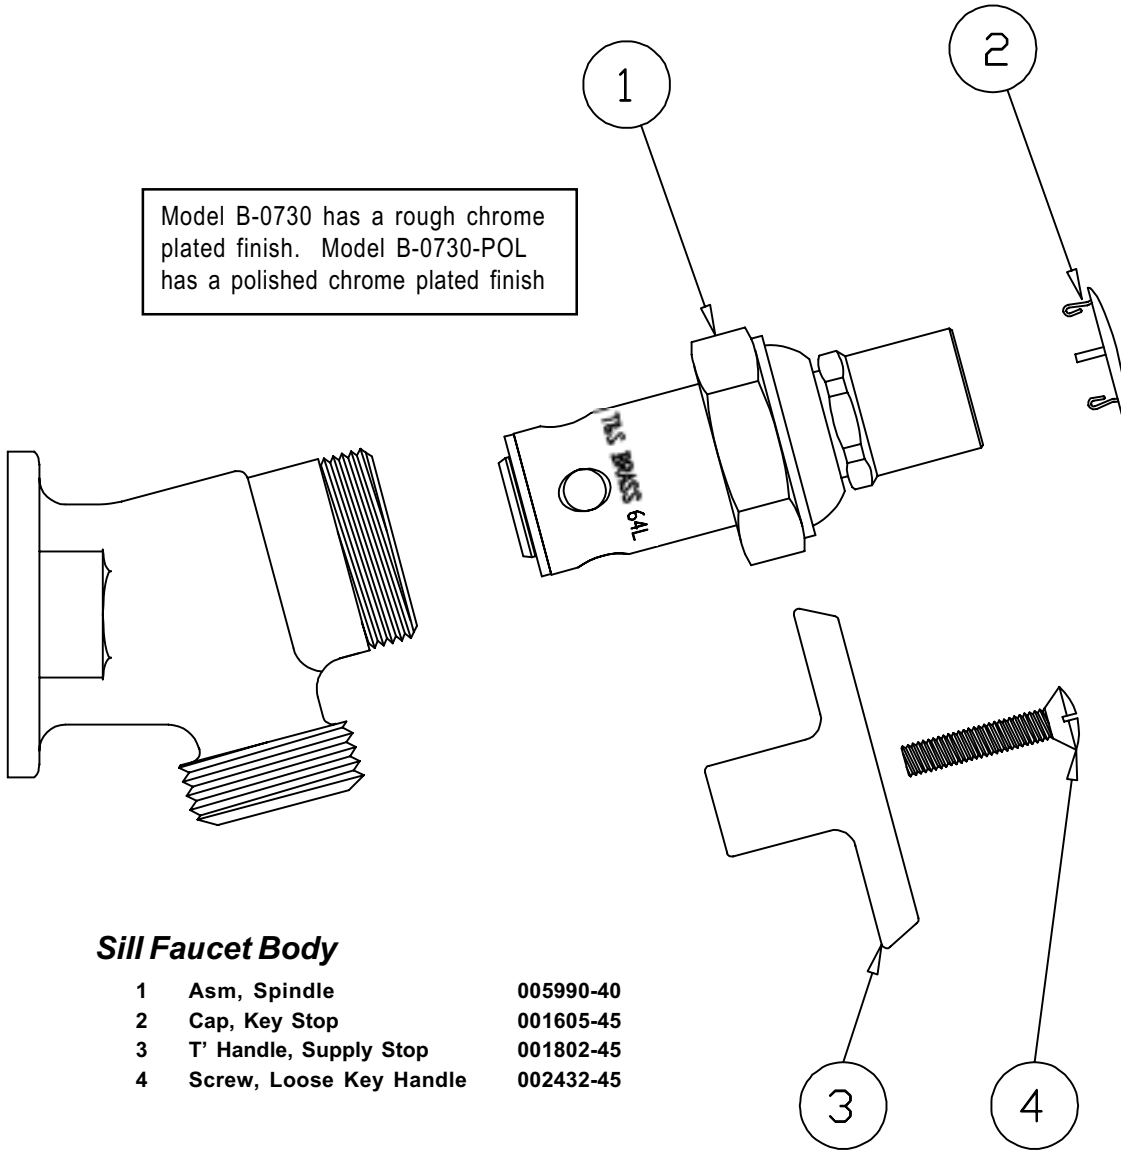 1
2
Model B-0730 has a rough chrome
plated finish. Model B-0730-POL
has a polished chrome plated finish
T&S BRASS 64L
Sill Faucet Body
1 Asm, Spindle 005990-40
2 Cap, Key Stop 001605-45
3 T' Handle, Supply Stop 001802-45
4 Screw, Loose Key Handle 002432-45
3
4